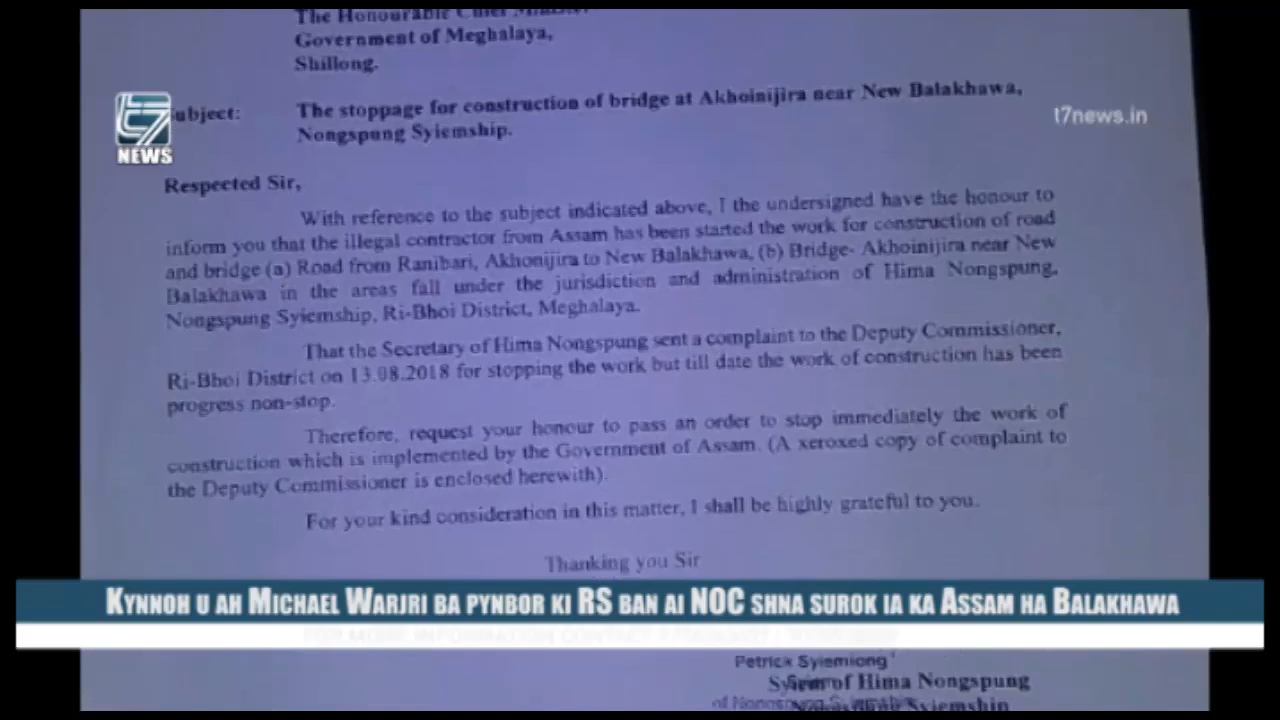 The Honourable Chief
Government of Meghalaya,
Shillong.
ubject: The stoppage for construction of bridge at Akhoinijira near New Balakhawa,
Nongspung Syiemship.
t7news.in
NEWS
Respected Sir,
With reference to the subject indicated above, I the undersigned have the honour to
inform you that the illegal contractor from Assam has been started the work for construction of road
and bridge (a) Road from Ranibari, Akhonijira to New Balakhawa, (b) Bridge- Akhoinijira near New
Balakhawa in the areas fall under the jurisdiction and administration of Hima Nongspung,
Nongspung Syiemship, Ri-Bhoi District, Meghalaya.
That the Secretary of Hima Nongspung sent a complaint to the Deputy Commissioner,
Ri-Bhoi District on 13.08.2018 for stopping the work but till date the work of construction has been
progress non-stop.
Therefore, request your honour to pass an order to stop immediately the work of
construction which is implemented by the Government of Assam. (A xeroxed copy of complaint to
the Deputy Commissioner is enclosed herewith).
For your kind consideration in this matter, I shall be highly grateful to you.
Thanking you Sir
KYNNOH U AH MICHAEL WARJRI BA PYNBOR KI RS BAN AI NOC SHNA SUROK IA KA ASSAM HA BALAKHAWA
Petrick Syiemiong
Syiem of Hima Nongspung
Syiemship